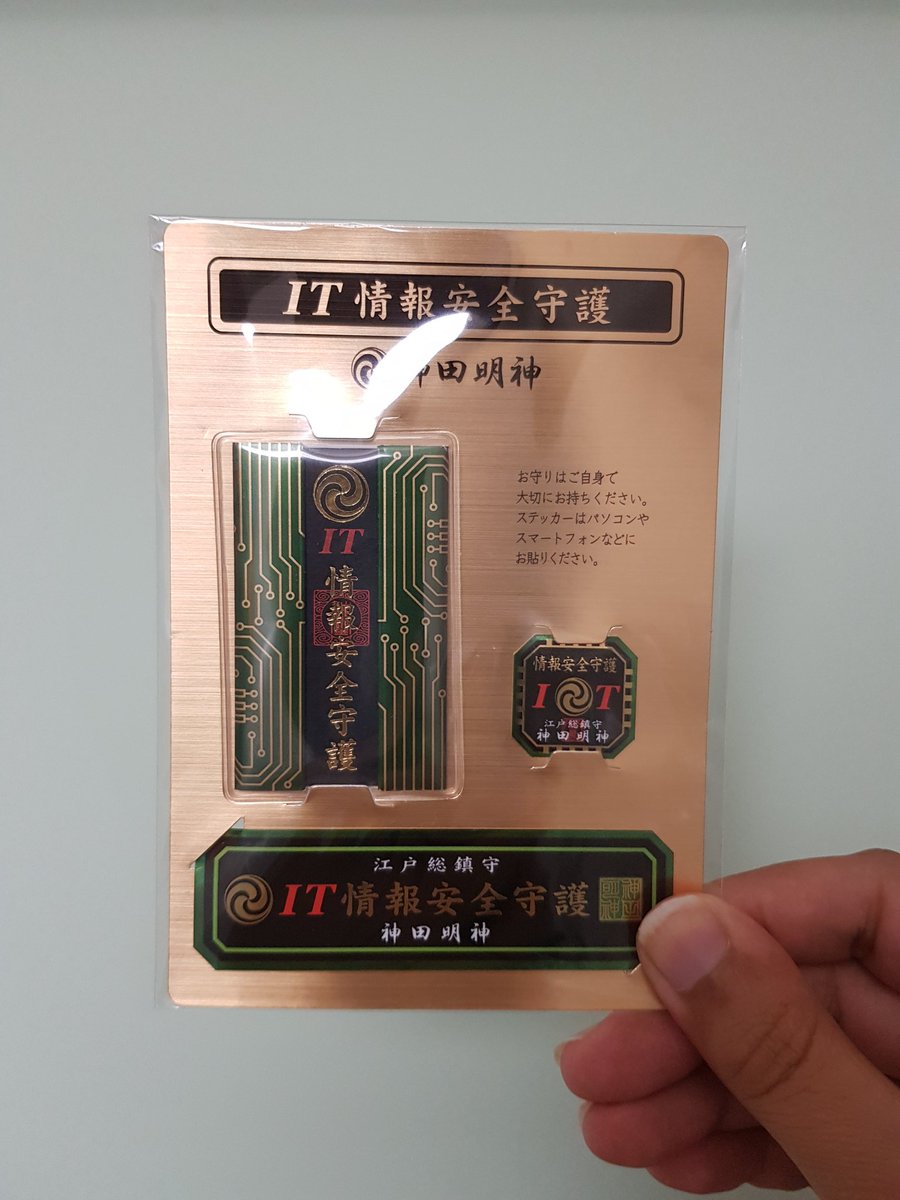 IT情報安全守護
神田明神
お守りはご自身で
大切にお持ちください。
ステッカーはパソコンや
スマートフォンなどに
お貼りください。
IT
情報安全守護
情報安全守護
IT
江戸総鎮守
神田明神
江戸総鎮守
IT情報安全守護
神田明神